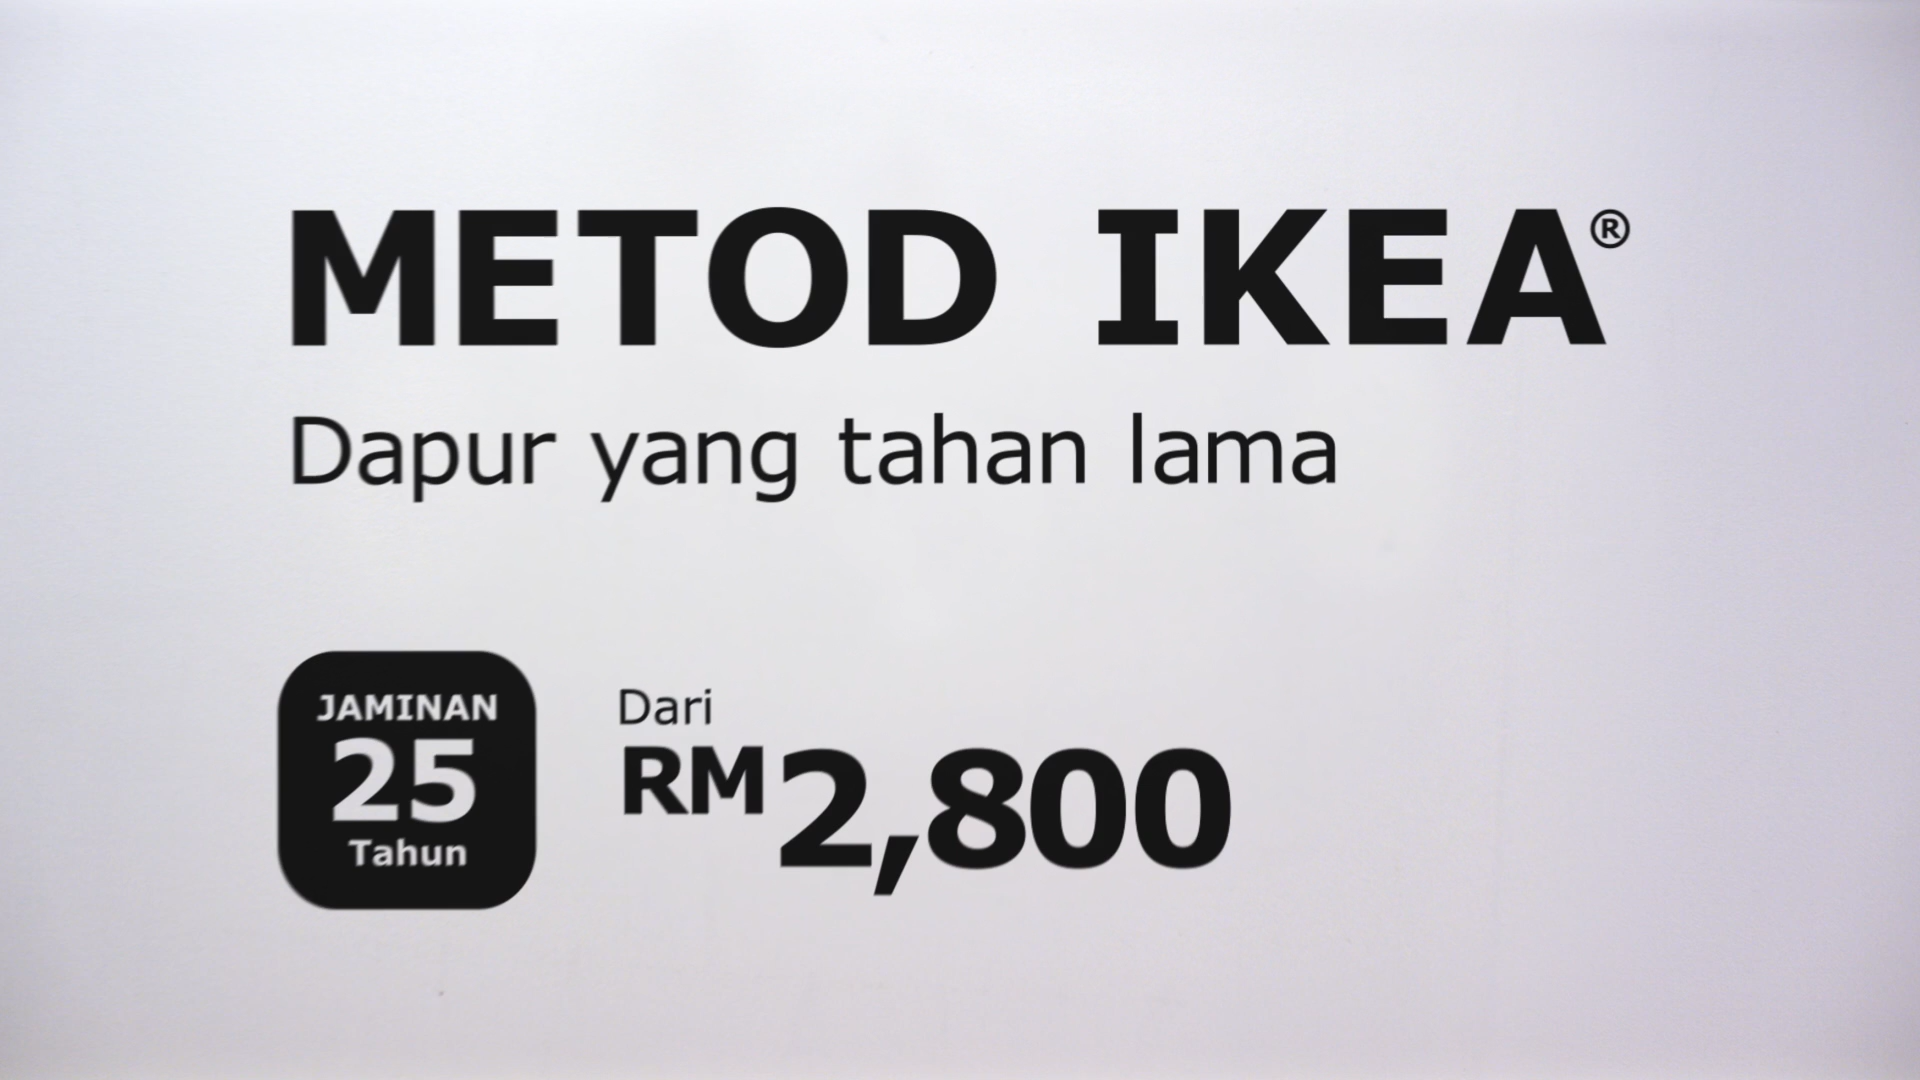 METOD IKEA®
Dapur yang tahan lama
JAMINAN
25
Tahun
Dari
RM2,800